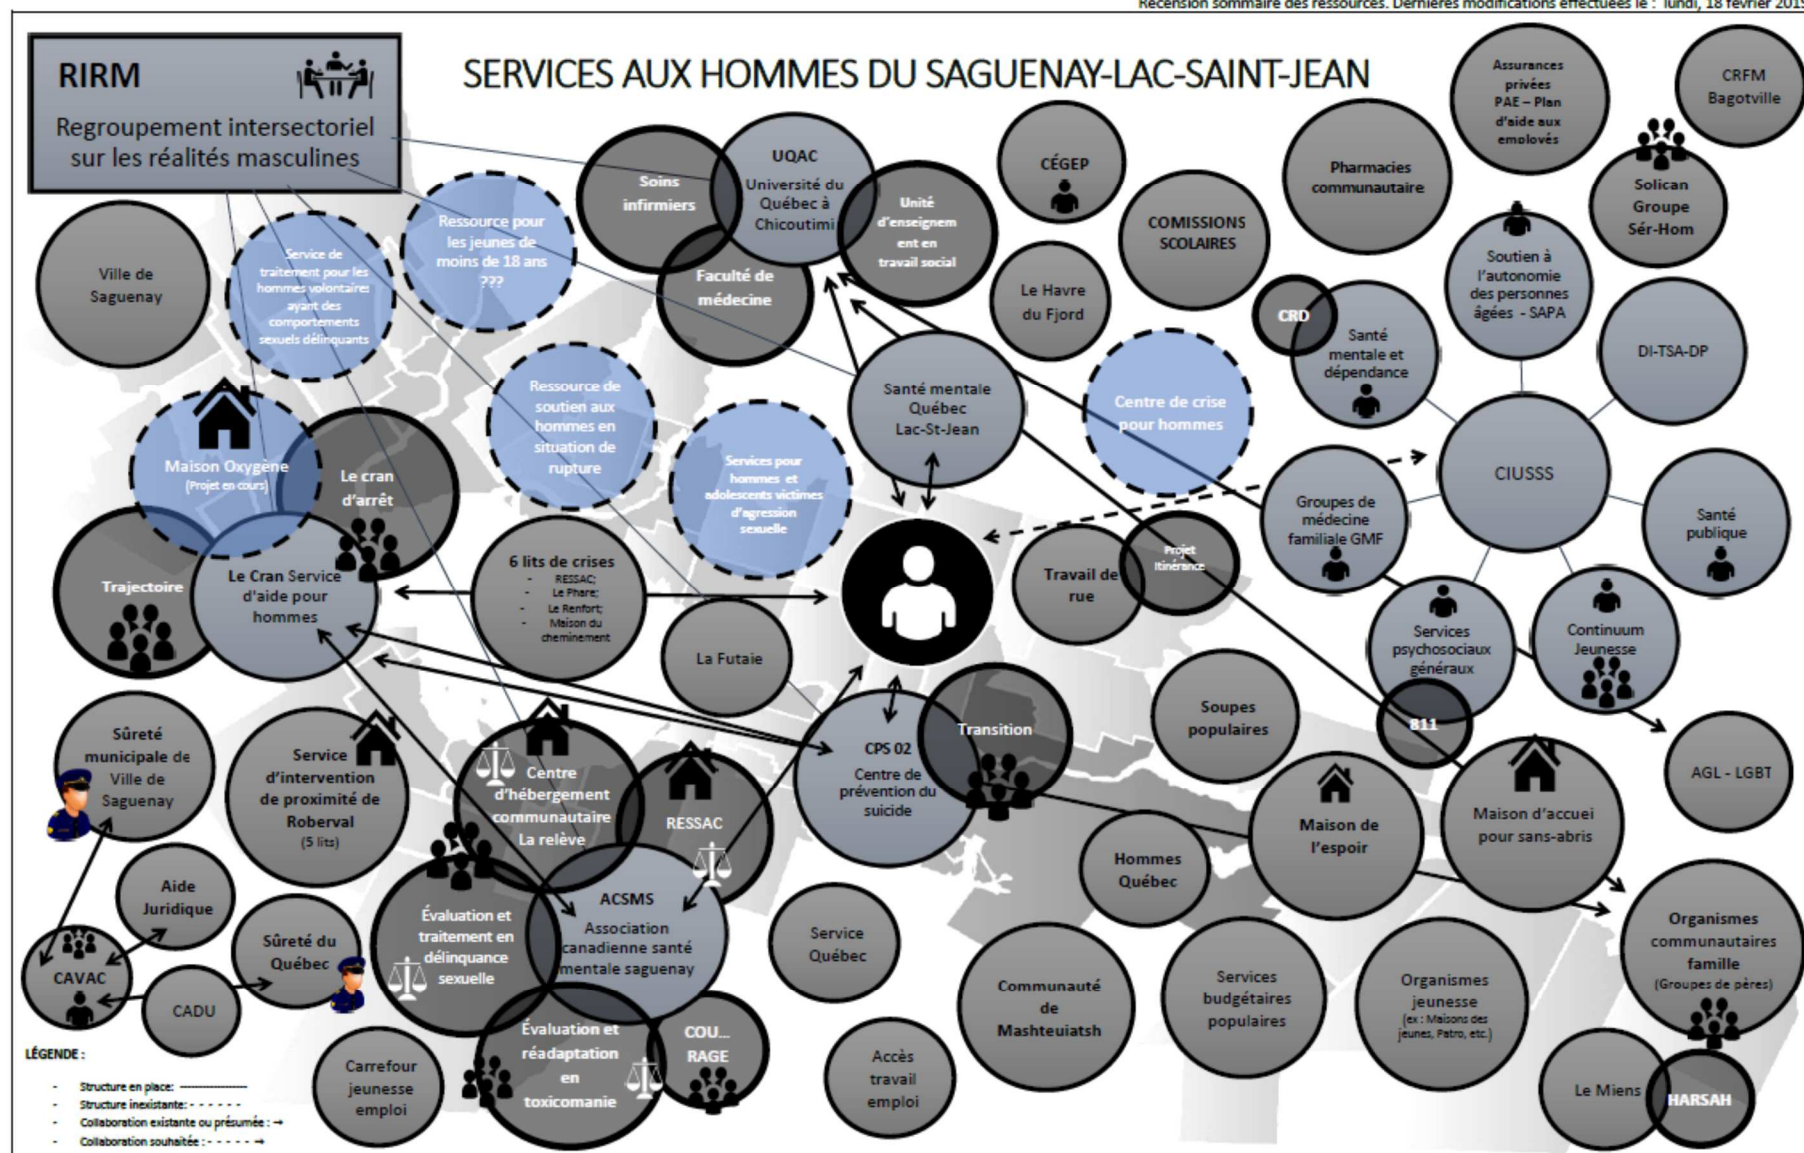 Recension sommaire des ressources. Dernières modifications effectuées le : lundi, 18 février 2019
RIRM
Regroupement intersectoriel
sur les réalités masculines
SERVICES AUX HOMMES DU SAGUENAY-LAC-SAINT-JEAN
Ville de
Saguenay
Service de
traitement pour les
hommes volontaires
ayant des
comportements
sexuels délinquants
Ressource pour
les jeunes de
moins de 18 ans
???
Soins
infirmiers
UQAC
Université du
Québec à
Chicoutimi
Unité
d'enseignem
ent en
travail social
Faculté de
médecine
CÉGEP
Le Havre
du Fjord
COMISSIONS
SCOLAIRES
Pharmacies
communautaire
Assurances
privées
PAE – Plan
d'aide aux
employés
CRFM
Bagotville
Solican
Groupe
Sér-Hom
Soutien à
l'autonomie
des personnes
âgées - SAPA
CRD
Santé
mentale et
dépendance
DI-TSA-DP
CIUSSS
Santé
publique
Groupes de
médecine
familiale GMF
Services
psychosociaux
généraux
Continuum
Jeunesse
811
Maison Oxygène
(Projet en cours)
Le cran
d'arrêt
Trajectoire
Le Cran Service
d'aide pour
hommes
Ressource de
soutien aux
hommes en
situation de
rupture
Services pour
hommes et
adolescents victimes
d'agression
sexuelle
Santé mentale
Québec
Lac-St-Jean
Centre de crise
pour hommes
6 lits de crises
- RESSAC;
- Le Phare;
- Le Renfort;
- Maison du
cheminement
La Futaie
Travail de
rue
Projet
Itinérance
Soupes
populaires
AGL - LGBT
Sûreté
municipale de
Ville de
Saguenay
Service
d'intervention
de proximité de
Roberval
(5 lits)
Centre
d'hébergement
communautaire
La relève
RESSAC
CPS 02
Centre de
prévention du
suicide
Transition
Maison de
l'espoir
Maison d'accuei
pour sans-abris
Hommes
Québec
Aide
Juridique
CAVAC
CADU
Sûreté du
Québec
Évaluation et
traitement en
délinquance
sexuelle
ACSMS
Association
canadienne santé
mentale saguenay
Évaluation et
réadaptation
en
toxicomanie
COU...
RAGE
Service
Québec
Accès
travail
emploi
Communauté
de
Mashteuiatsh
Services
budgétaires
populaires
Organismes
jeunesse
(ex : Maisons des
jeunes, Patro, etc.)
Organismes
communautaires
famille
(Groupes de pères)
Le Miens
HARSAH
Carrefour
jeunesse
emploi
LÉGENDE :
- Structure en place: -----------------
- Structure inexistante: - - - - - -
- Collaboration existante ou présumée : →
- Collaboration souhaitée : - - - - - →